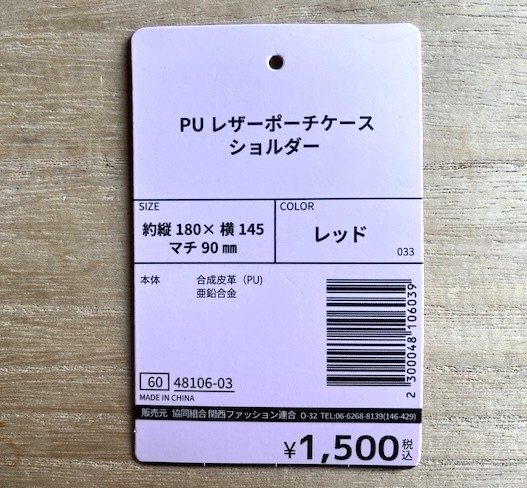 PU レザーポーチケース
ショルダー
SIZE
約縦 180× 横 145
マチ 90 ㎜
COLOR
レッド
033
本体 合成皮革（PU)
亜鉛合金
2 300048 106039
60 48106-03
MADE IN CHINA
販売元 協同組合 関西ファッション連合 O-32 TEL:06-6268-8139(146-429)
¥1,500 税込